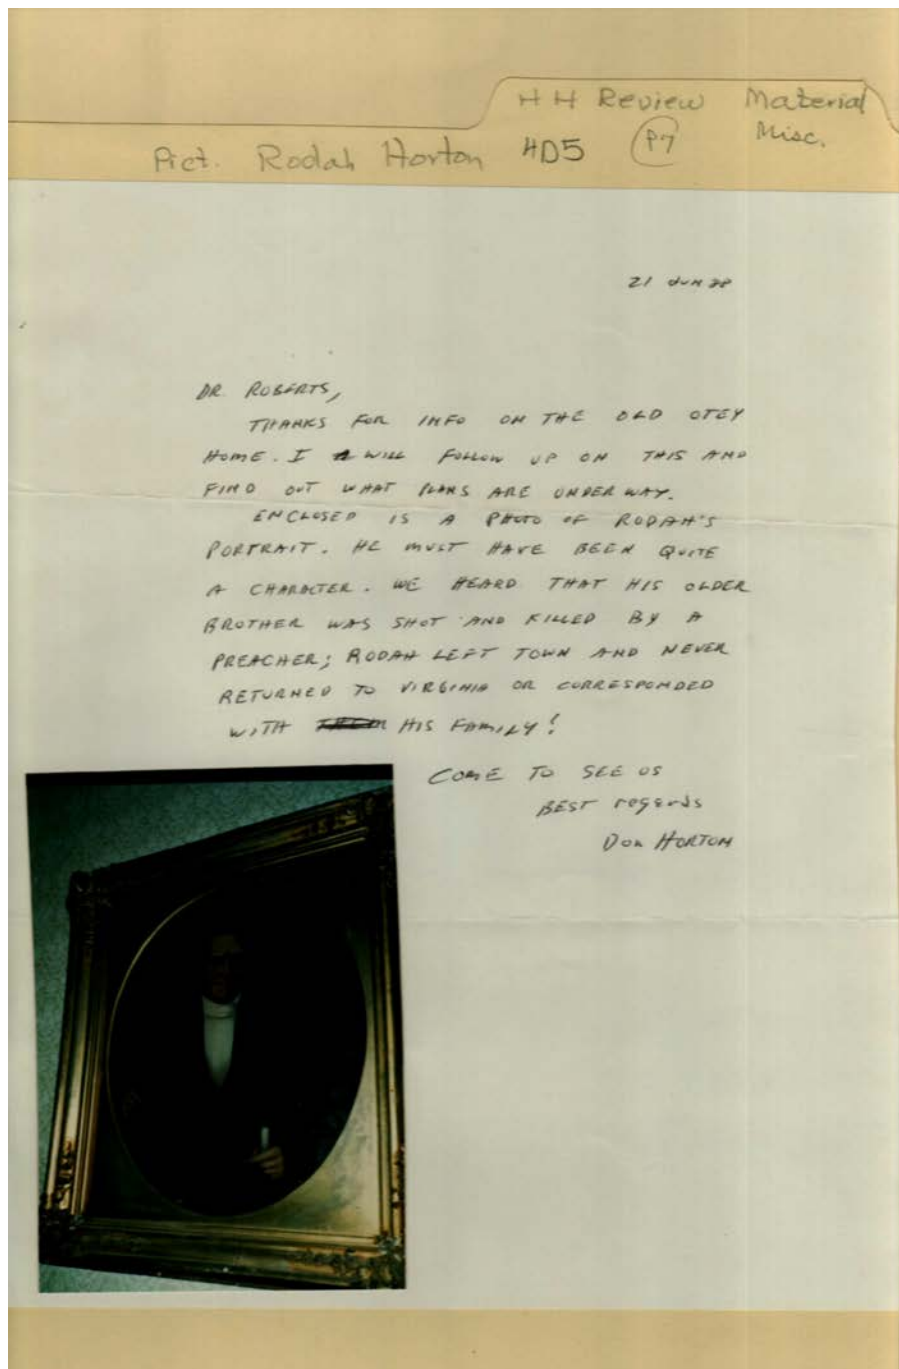 HH Review Material
Misc.
Pict. Rodah Horton 4D5 P7
21 JUN 88
DR. ROBERTS,
THANKS FOR INFO ON THE OLD OTEY
HOME. I WILL FOLLOW UP ON THIS AND
FIND OUT WHAT PLANS ARE UNDER WAY.
ENCLOSED IS A PHOTO OF RODAH'S
PORTRAIT. HE MUST HAVE BEEN QUITE
A CHARACTER. WE HEARD THAT HIS OLDER
BROTHER WAS SHOT AND KILLED BY A
PREACHER; RODAH LEFT TOWN AND NEVER
RETURNED TO VIRGINIA OR CORRESPONDED
WITH THEM HIS FAMILY!
COME TO SEE US
BEST regards
Don HORTON